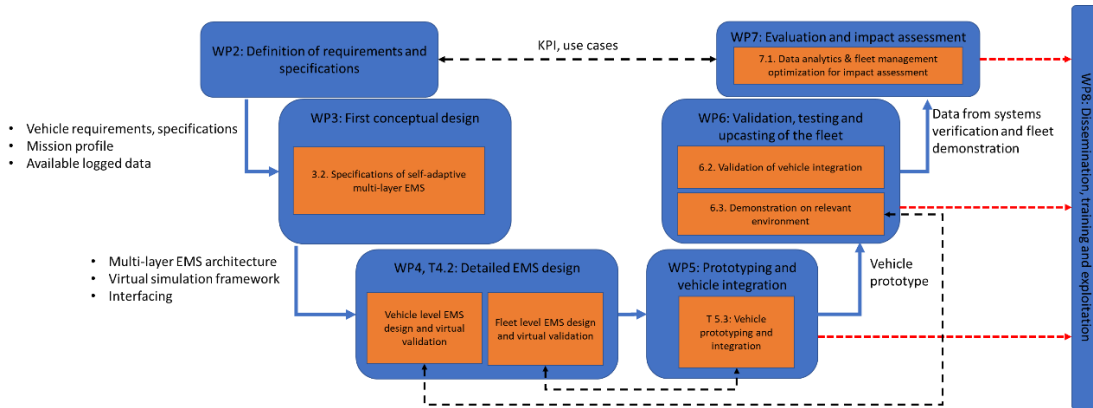 WP2: Definition of requirements and
specifications
KPI, use cases
WP7: Evaluation and impact assessment
7.1. Data analytics & fleet management
optimization for impact assessment
• Vehicle requirements, specifications
• Mission profile
• Available logged data
WP3: First conceptual design
3.2. Specifications of self-adaptive
multi-layer EMS
WP6: Validation, testing and
upcasting of the fleet
6.2. Validation of vehicle integration
6.3. Demonstration on relevant
environment
Data from systems
verification and fleet
demonstration
• Multi-layer EMS architecture
• Virtual simulation framework
• Interfacing
WP4, T4.2: Detailed EMS design
Vehicle level EMS
design and virtual
validation
Fleet level EMS design
and virtual validation
WP5: Prototyping and
vehicle integration
T 5.3: Vehicle
prototyping and
integration
Vehicle
prototype
WP8: Dissemination, training and exploitation